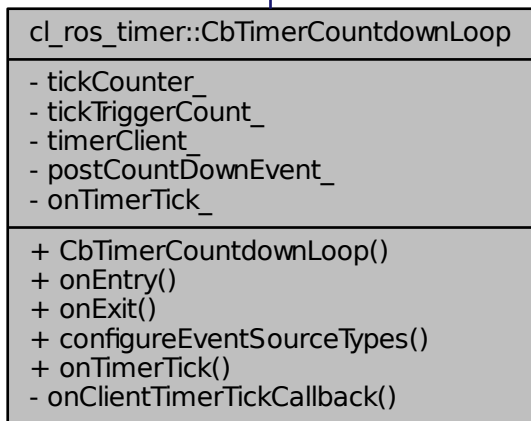 cl_ros_timer::CbTimerCountdownLoop
- tickCounter_
- tickTriggerCount_
- timerClient_
- postCountDownEvent_
- onTimerTick_
+ CbTimerCountdownLoop()
+ onEntry()
+ onExit()
+ configureEventSourceTypes()
+ onTimerTick()
- onClientTimerTickCallback()